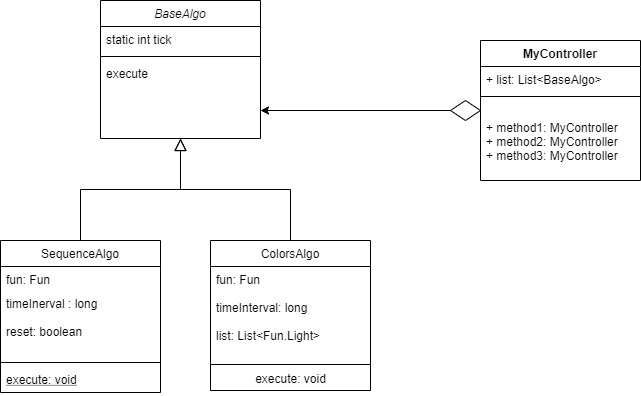 BaseAlgo
static int tick
execute
MyController
+ list: List<BaseAlgo>
+ method1: MyController
+ method2: MyController
+ method3: MyController
SequenceAlgo
fun: Fun
timeInerval : long
reset: boolean
execute: void
ColorsAlgo
fun: Fun
timeInterval: long
list: List<Fun.Light>
execute: void